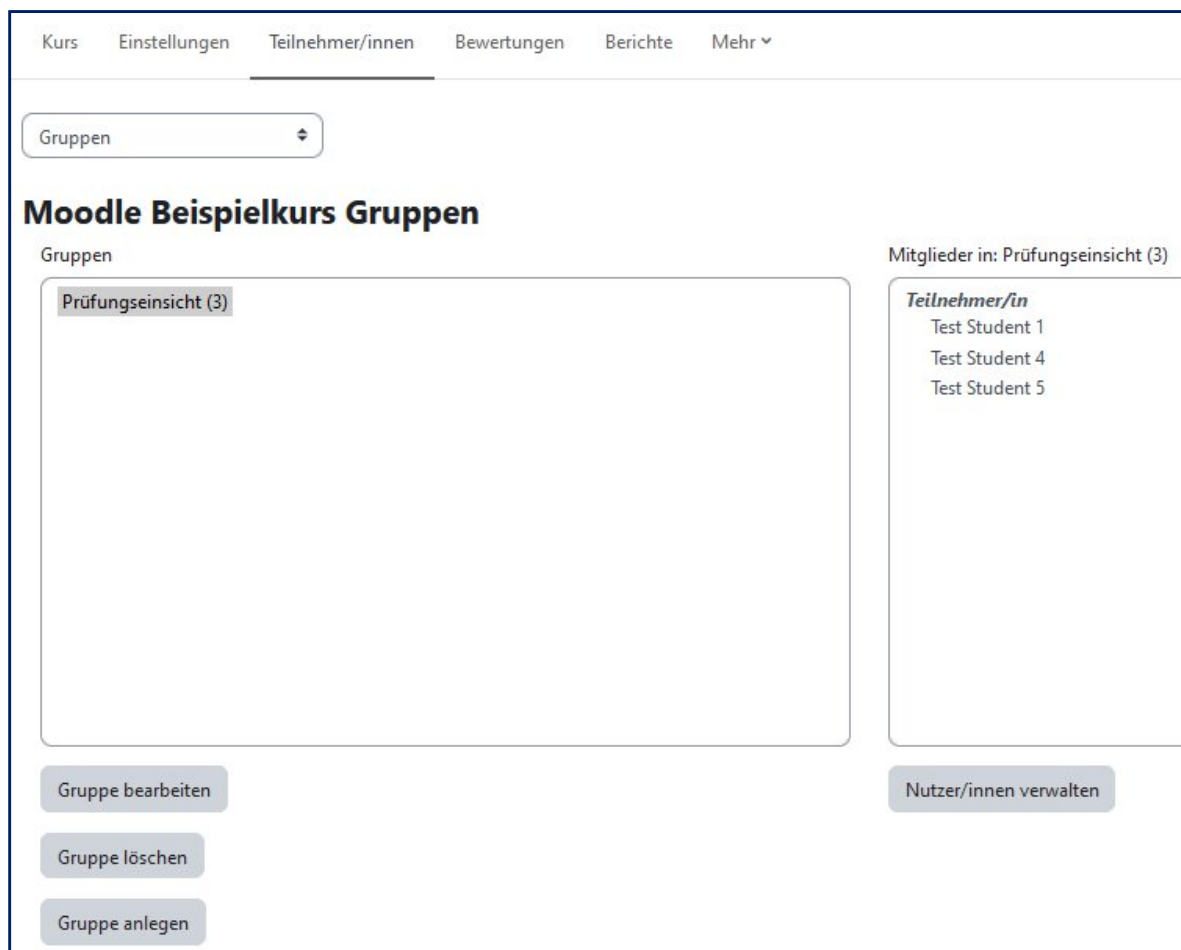 Kurs Einstellungen Teilnehmer/innen Bewertungen Berichte Mehr
Gruppen
Moodle Beispielkurs Gruppen
Gruppen
Prüfungseinsicht (3)
Mitglieder in: Prüfungseinsicht (3)
Teilnehmer/in
Test Student 1
Test Student 4
Test Student 5
Gruppe bearbeiten
Gruppe löschen
Gruppe anlegen
Nutzer/innen verwalten